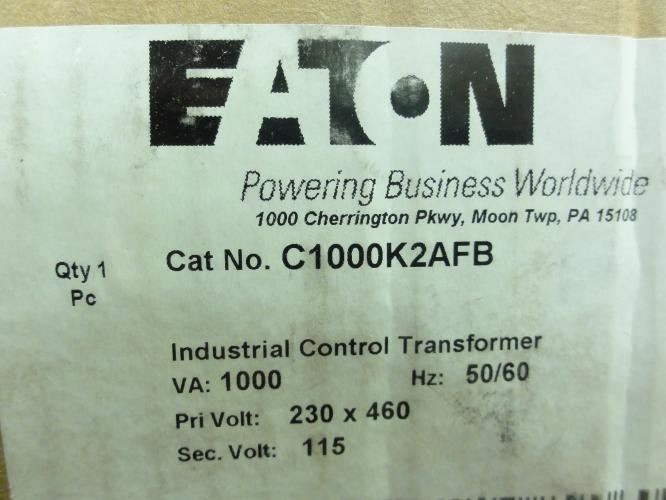 EATON
Powering Business Worldwide
1000 Cherrington Pkwy, Moon Twp, PA 15108
Cat No. C1000K2AFB
Qty 1
Pc
Industrial Control Transformer
VA: 1000 Hz: 50/60
Pri Volt: 230 x 460
Sec. Volt: 115